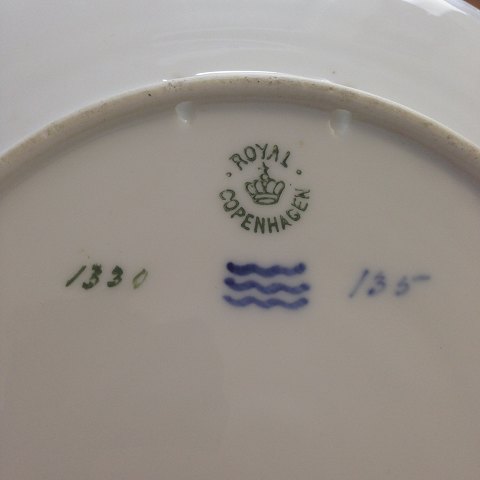 · ROYAL ·
COPENHAGEN
1330 135